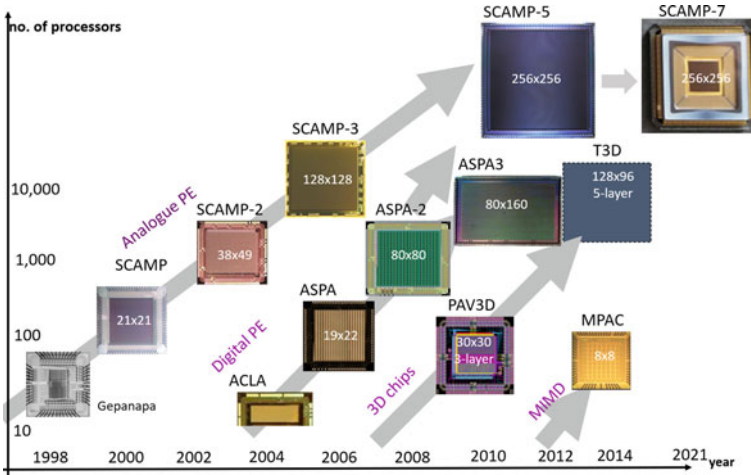 no. of processors
SCAMP-5
SCAMP-7
256x256
256x256
SCAMP-3
128x128
10,000
Analogue PE
SCAMP-2
38x49
ASPA-2
80x80
ASPA3
80x160
T3D
128x96
5-layer
1,000
SCAMP
21x21
ASPA
19x22
Digital PE
PAV3D
30x30
3-layer
3D chips
MPAC
8x8
MIMD
100
Gepanapa
ACLA
10
1998 2000 2002 2004 2006 2008 2010 2012 2014 2021 year